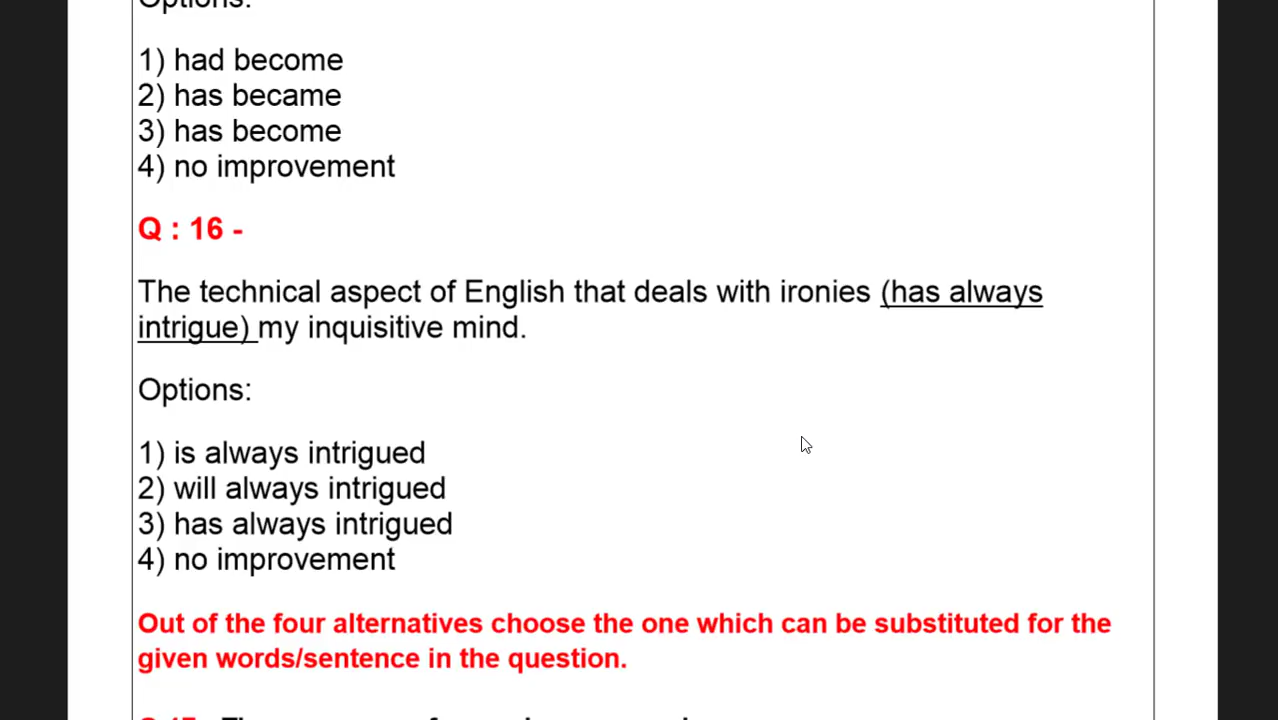 Options:
1) had become
2) has became
3) has become
4) no improvement
Q : 16 -
The technical aspect of English that deals with ironies (has always
intrigue) my inquisitive mind.
Options:
1) is always intrigued
2) will always intrigued
3) has always intrigued
4) no improvement
Out of the four alternatives choose the one which can be substituted for the
given words/sentence in the question.